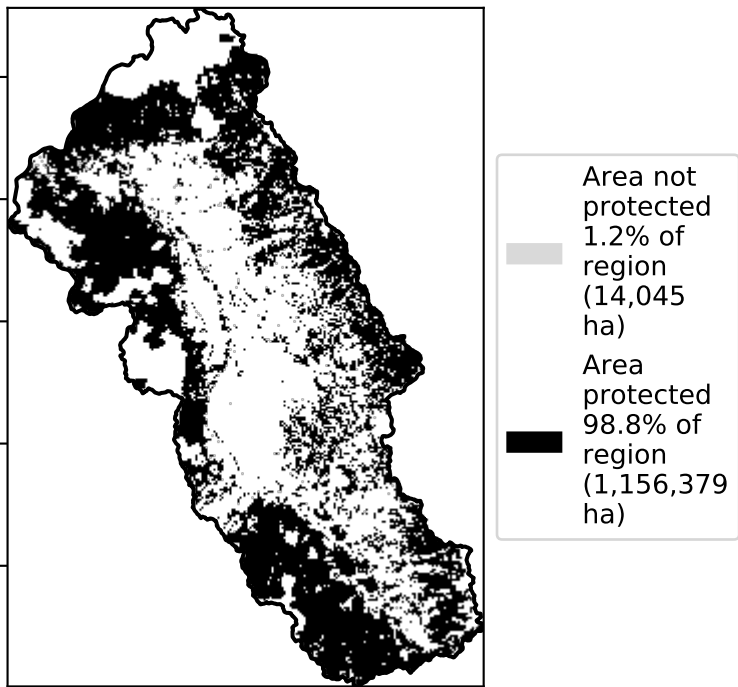 Area not
protected
1.2% of
region
(14,045
ha)
Area
protected
98.8% of
region
(1,156,379
ha)